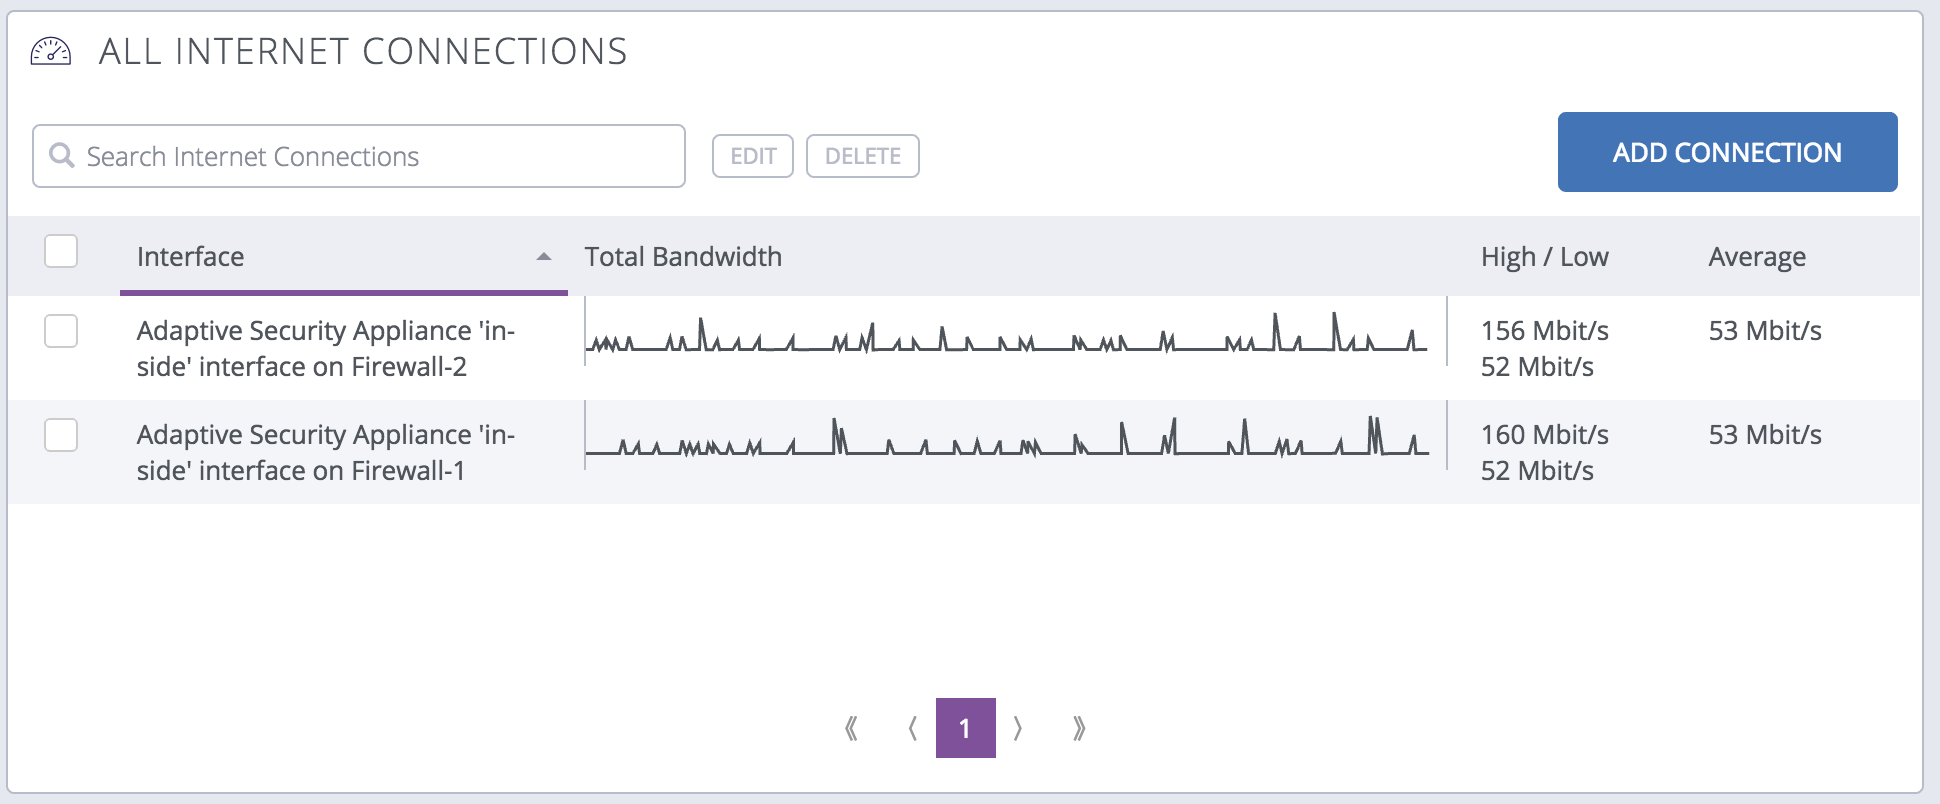 ALL INTERNET CONNECTIONS
Search Internet Connections
EDIT
DELETE
ADD CONNECTION
Interface
Total Bandwidth
High / Low
Average
Adaptive Security Appliance 'in-
side' interface on Firewall-2
156 Mbit/s
52 Mbit/s
53 Mbit/s
Adaptive Security Appliance 'in-
side' interface on Firewall-1
160 Mbit/s
52 Mbit/s
53 Mbit/s
1